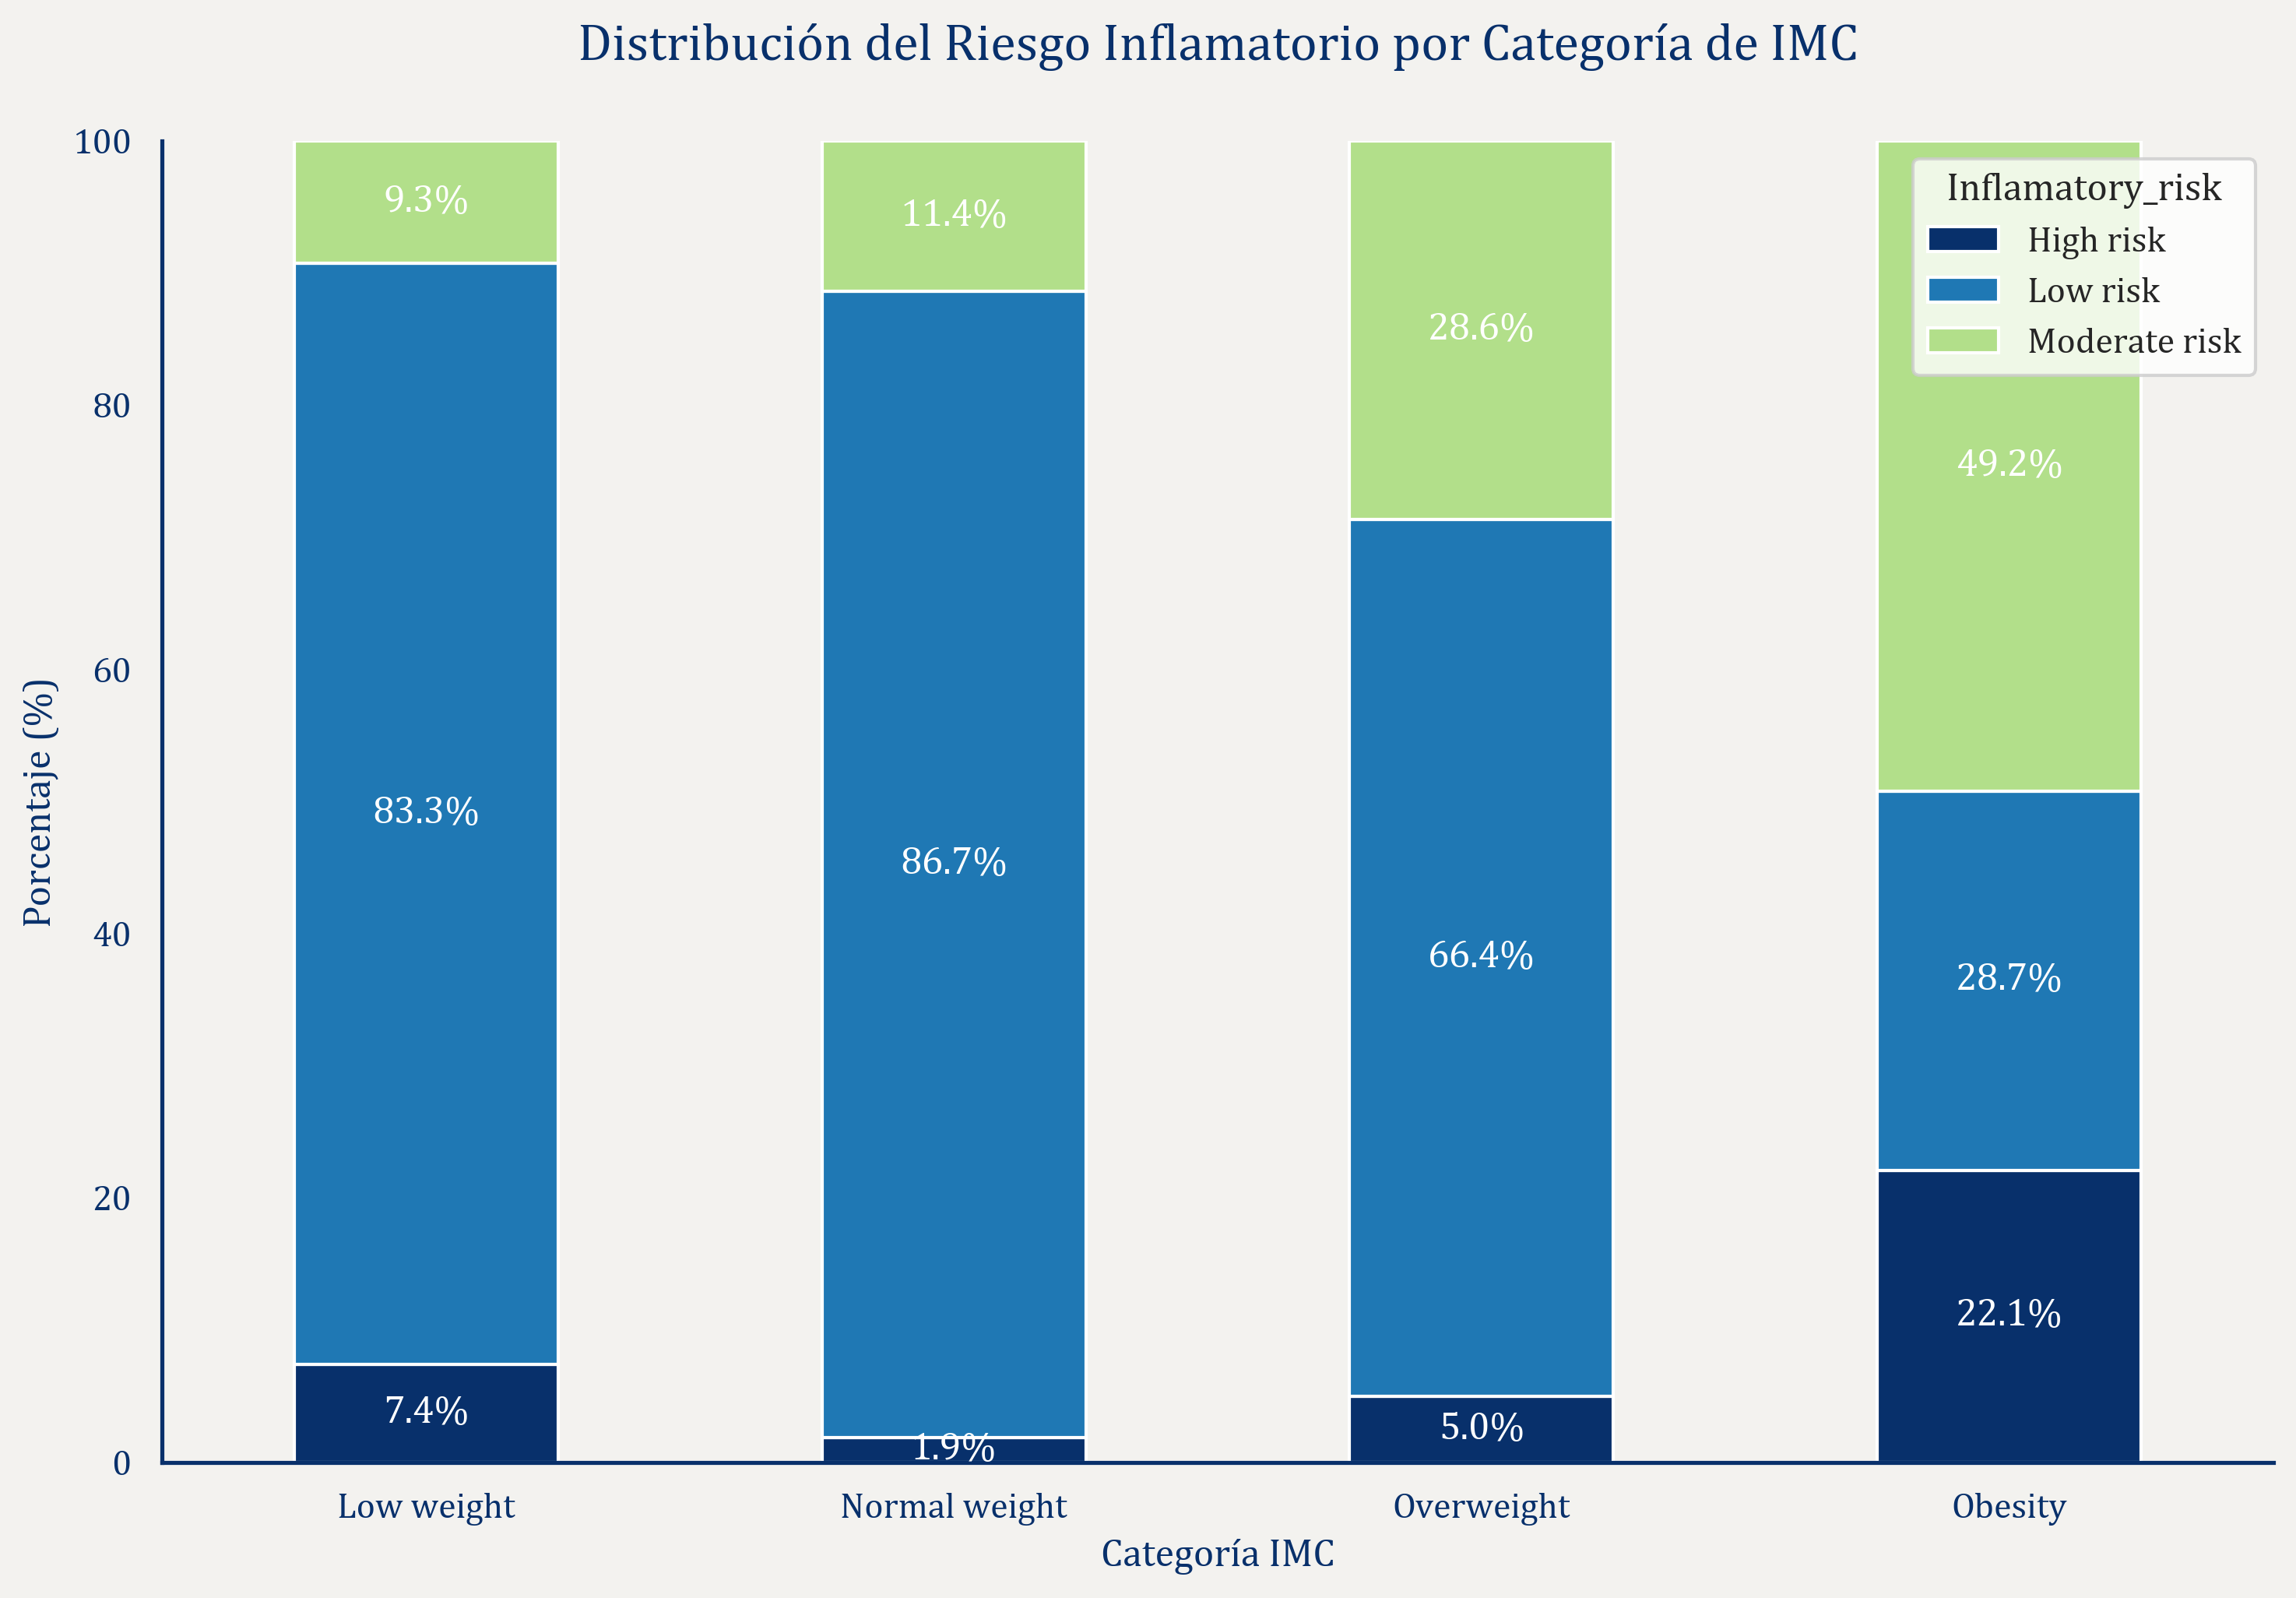 Distribución del Riesgo Inflamatorio por Categoría de IMC
Inflamatory_risk
High risk
Low risk
Moderate risk
Porcentaje (%)
100
80
60
40
20
0
9.3%
83.3%
7.4%
11.4%
86.7%
1.9%
28.6%
66.4%
5.0%
49.2%
28.7%
22.1%
Low weight
Normal weight
Overweight
Obesity
Categoría IMC